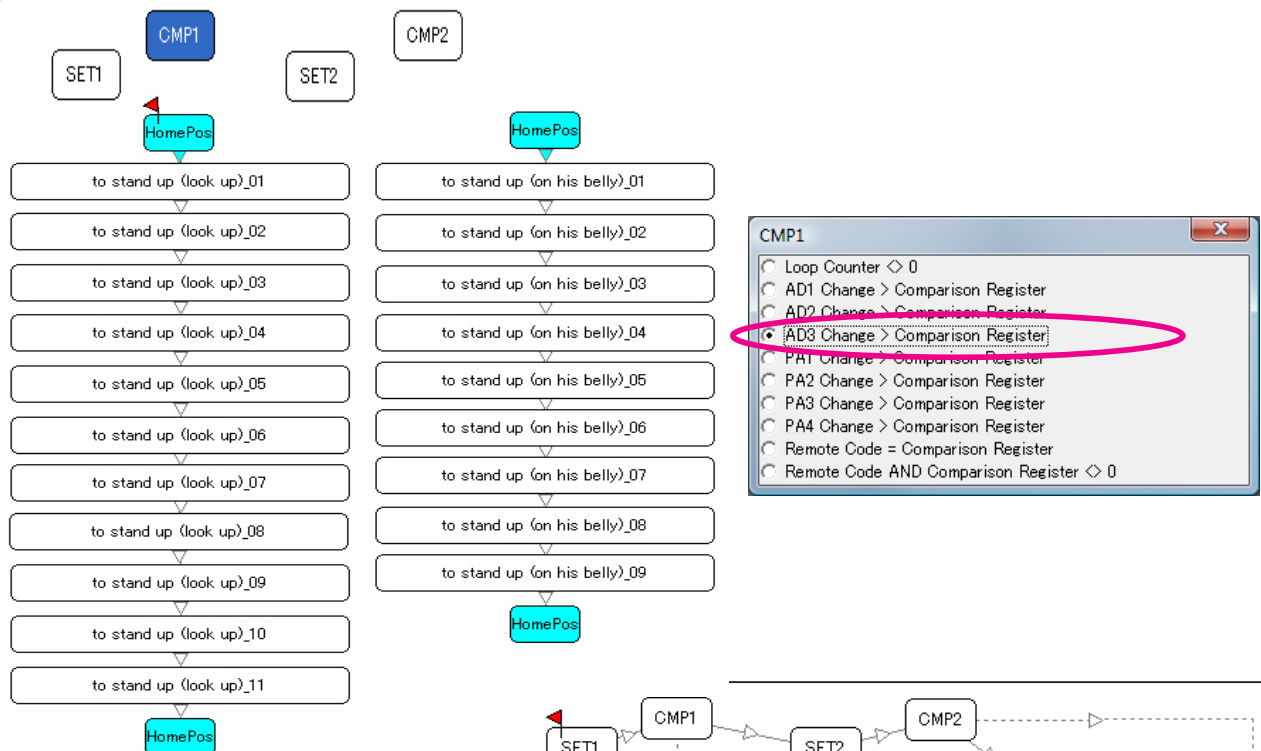 CMP1
CMP2
SET1
SET2
HomePos
to stand up (look up)_01
to stand up (look up)_02
to stand up (look up)_03
to stand up (look up)_04
to stand up (look up)_05
to stand up (look up)_06
to stand up (look up)_07
to stand up (look up)_08
to stand up (look up)_09
to stand up (look up)_10
to stand up (look up)_11
HomePos
HomePos
to stand up (on his belly)_01
to stand up (on his belly)_02
to stand up (on his belly)_03
to stand up (on his belly)_04
to stand up (on his belly)_05
to stand up (on his belly)_06
to stand up (on his belly)_07
to stand up (on his belly)_08
to stand up (on his belly)_09
HomePos
CMP1
Loop Counter <> 0
AD1 Change > Comparison Register
AD2 Change > Comparison Register
AD3 Change > Comparison Register
PA1 Change > Comparison Register
PA2 Change > Comparison Register
PA3 Change > Comparison Register
PA4 Change > Comparison Register
Remote Code = Comparison Register
Remote Code AND Comparison Register <> 0
CMP1
CMP2
SET1
SET2